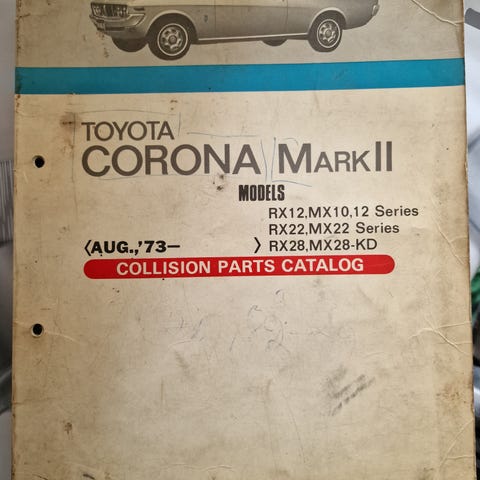 TOYOTA
CORONA MARK II
MODELS
RX12,MX10,12 Series
RX22,MX22 Series
〈AUG.,'73— 〉 RX28,MX28-KD
COLLISION PARTS CATALOG